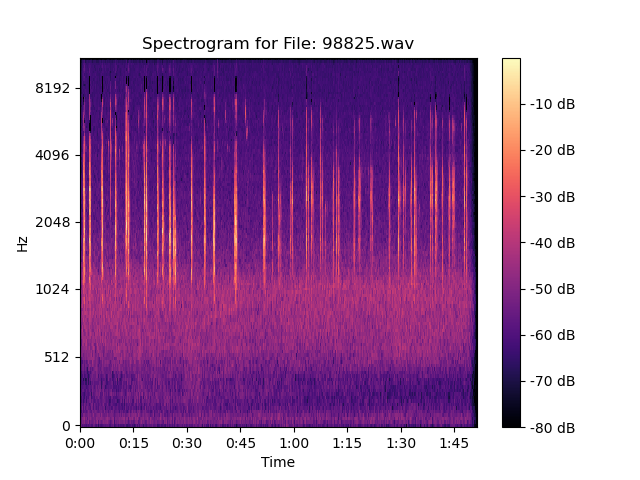 Spectrogram for File: 98825.wav
8192
4096
2048
1024
512
0
Hz
0:00 0:15 0:30 0:45 1:00 1:15 1:30 1:45
Time
-10 dB
-20 dB
-30 dB
-40 dB
-50 dB
-60 dB
-70 dB
-80 dB